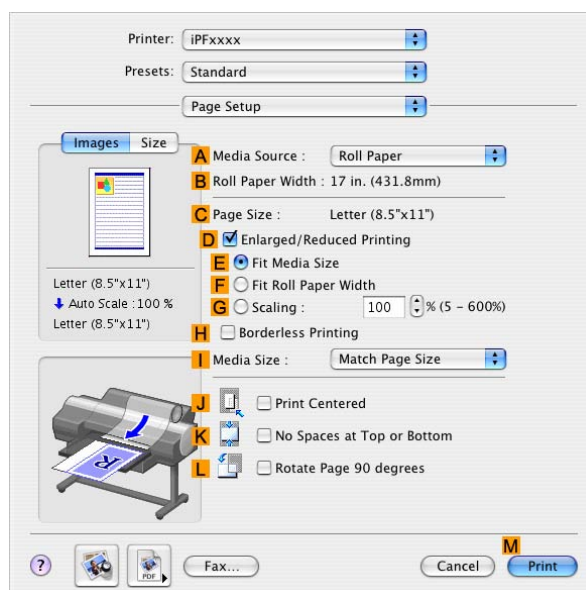 Printer: iPFxxxx
Presets: Standard
Page Setup
Images Size
A Media Source : Roll Paper
B Roll Paper Width : 17 in. (431.8mm)
C Page Size : Letter (8.5"x11")
D Enlarged/Reduced Printing
E Fit Media Size
F Fit Roll Paper Width
G Scaling : 100 % (5 - 600%)
Letter (8.5"x11")
Auto Scale :100 %
Letter (8.5"x11")
H Borderless Printing
I Media Size : Match Page Size
J Print Centered
K No Spaces at Top or Bottom
L Rotate Page 90 degrees
R
M
? PDF Fax... Cancel Print